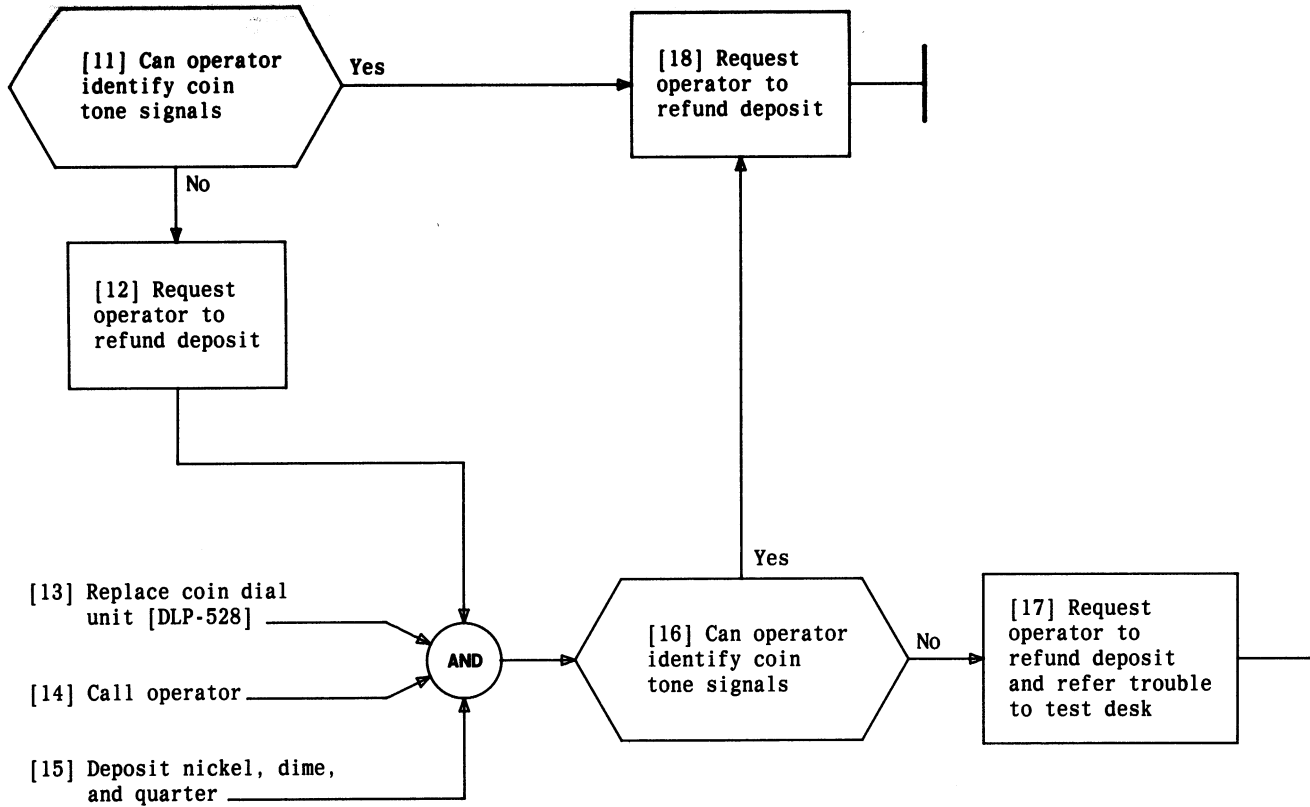 [11] Can operator
identify coin
tone signals
Yes
[18] Request
operator to
refund deposit
No
[12] Request
operator to
refund deposit
[13] Replace coin dial
unit [DLP-528]
[14] Call operator
[15] Deposit nickel, dime,
and quarter
AND
[16] Can operator
identify coin
tone signals
Yes
No
[17] Request
operator to
refund deposit
and refer trouble
to test desk